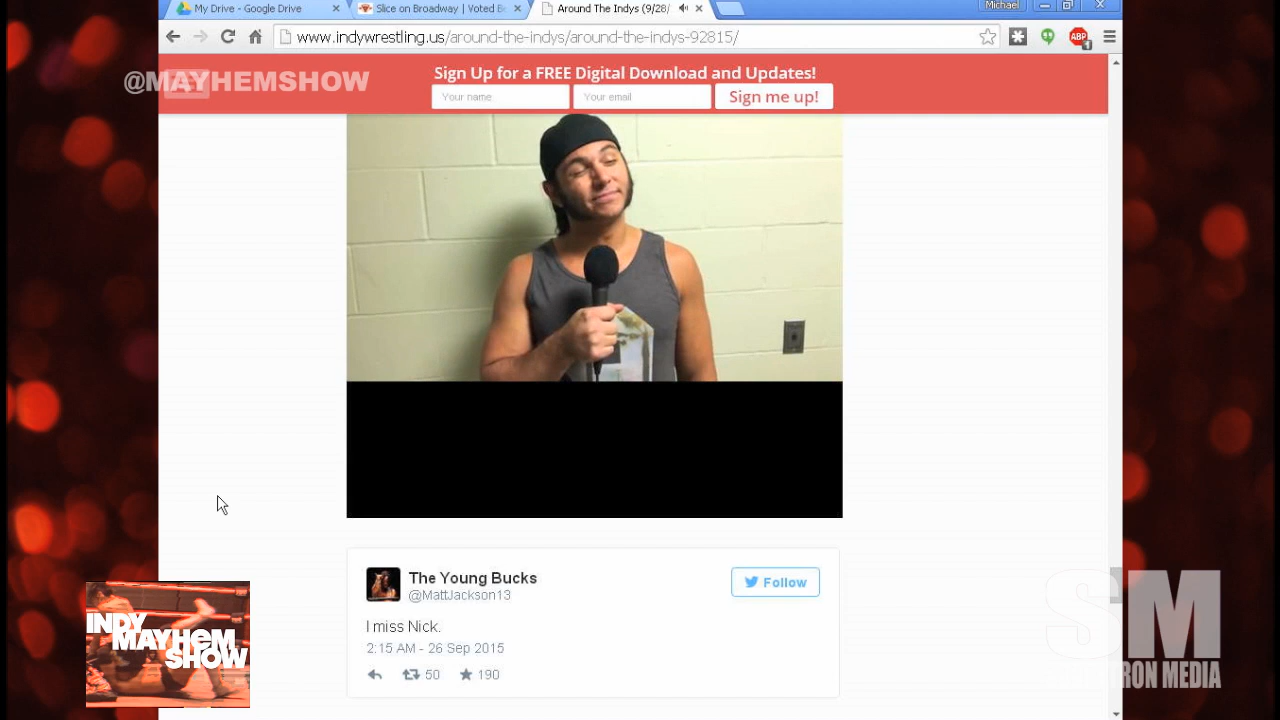 My Drive - Google Drive
Slice on Broadway | Voted Be
Around The Indys (9/28/
Michael
www.indywrestling.us/around-the-indys/around-the-indys-92815/
ABP
1
@MAYHEMSHOW
Sign Up for a FREE Digital Download and Updates!
Your name
Your email
Sign me up!
The Young Bucks
@MattJackson13
Follow
I miss Nick.
2:15 AM - 26 Sep 2015
50
190
INDY
MAYHEM
SHOW
SM
TRON MEDIA